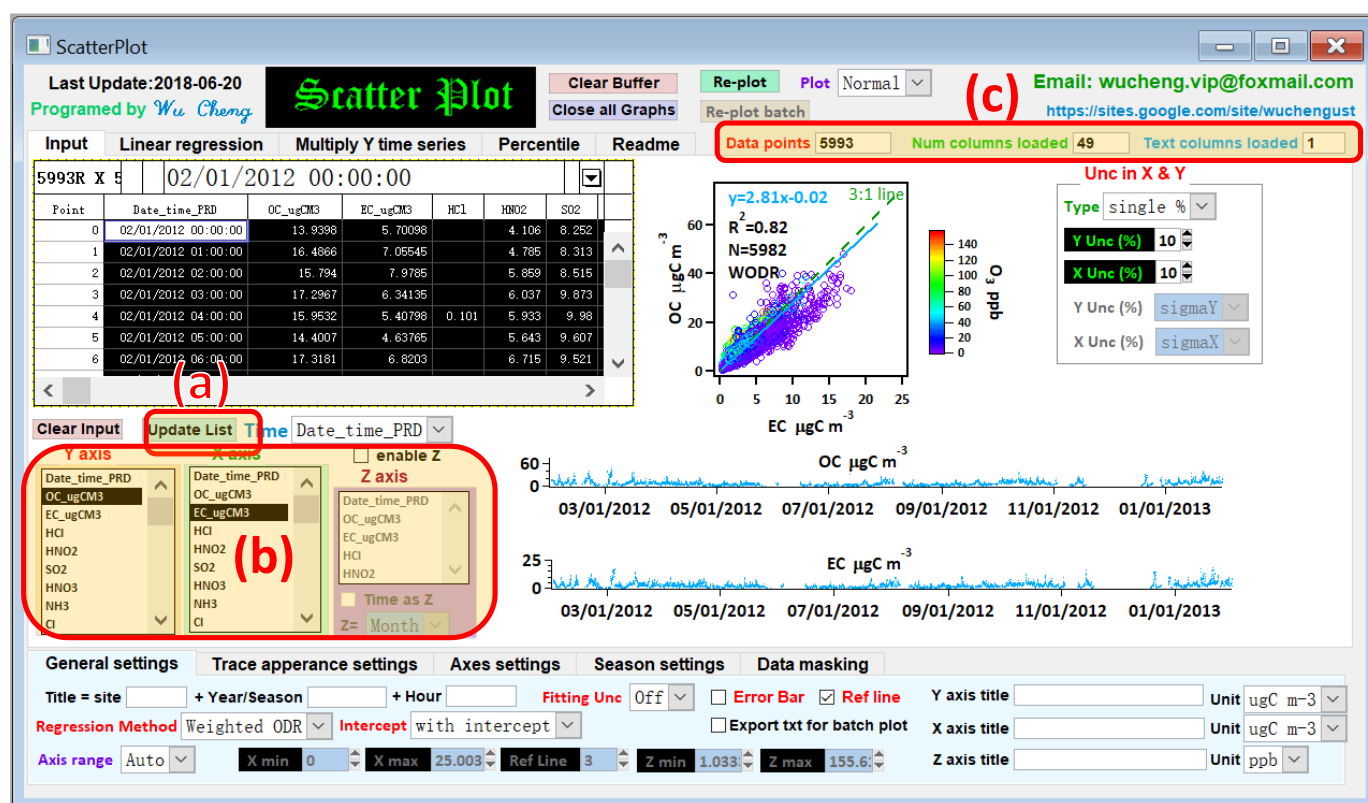 ScatterPlot
Last Update:2018-06-20
Programed by Wu Cheng
Scatter Plot
Clear Buffer
Close all Graphs
Re-plot
Plot Normal
Re-plot batch
(c)
Email: wucheng.vip@foxmail.com
https://sites.google.com/site/wuchengust
Input Linear regression Multiply Y time series Percentile Readme
Data points 5993 Num columns loaded 49 Text columns loaded 1
5993R X 5 02/01/2012 00:00:00
Point Date_time_PRD OC_ugCM3 EC_ugCM3 HCl HNO2 SO2
0 02/01/2012 00:00:00 13.9398 5.70098 4.106 8.252
1 02/01/2012 01:00:00 16.4866 7.05545 4.785 8.313
2 02/01/2012 02:00:00 15.794 7.9785 5.859 8.515
3 02/01/2012 03:00:00 17.2967 6.34135 6.037 9.873
4 02/01/2012 04:00:00 15.9532 5.40798 0.101 5.933 9.98
5 02/01/2012 05:00:00 14.4007 4.63765 5.643 9.607
6 02/01/2012 06:00:00 17.3181 6.8203 6.715 9.521
y=2.81x-0.02 3:1 line
R2=0.82
N=5982
WODR
OC µgC m
-3
60
40
20
0
0 5 10 15 20 25
EC µgC m-3
140
120
100
80
60
40
20
0
O3 ppb
Unc in X & Y
Type single %
Y Unc (%) 10
X Unc (%) 10
Y Unc (%) sigmaY
X Unc (%) sigmaX
(a)
Clear Input Update List Time Date_time_PRD
Y axis
Date_time_PRD
OC_ugCM3
EC_ugCM3
HCl
HNO2
SO2
HNO3
NH3
Cl
X axis
Date_time_PRD
OC_ugCM3
EC_ugCM3
HCl
HNO2
SO2
HNO3
NH3
Cl
(b)
enable Z
Z axis
Date_time_PRD
OC_ugCM3
EC_ugCM3
HCl
HNO2
Time as Z
Z= Month
OC µgC m-3
60
0
03/01/2012 05/01/2012 07/01/2012 09/01/2012 11/01/2012 01/01/2013
EC µgC m-3
25
0
03/01/2012 05/01/2012 07/01/2012 09/01/2012 11/01/2012 01/01/2013
General settings Trace apperance settings Axes settings Season settings Data masking
Title = site + Year/Season + Hour Fitting Unc Off Error Bar Ref line Y axis title Unit ugC m-3
Regression Method Weighted ODR Intercept with intercept Export txt for batch plot X axis title Unit ugC m-3
Axis range Auto X min 0 X max 25.003 Ref Line 3 Z min 1.033 Z max 155.6 Z axis title Unit ppb